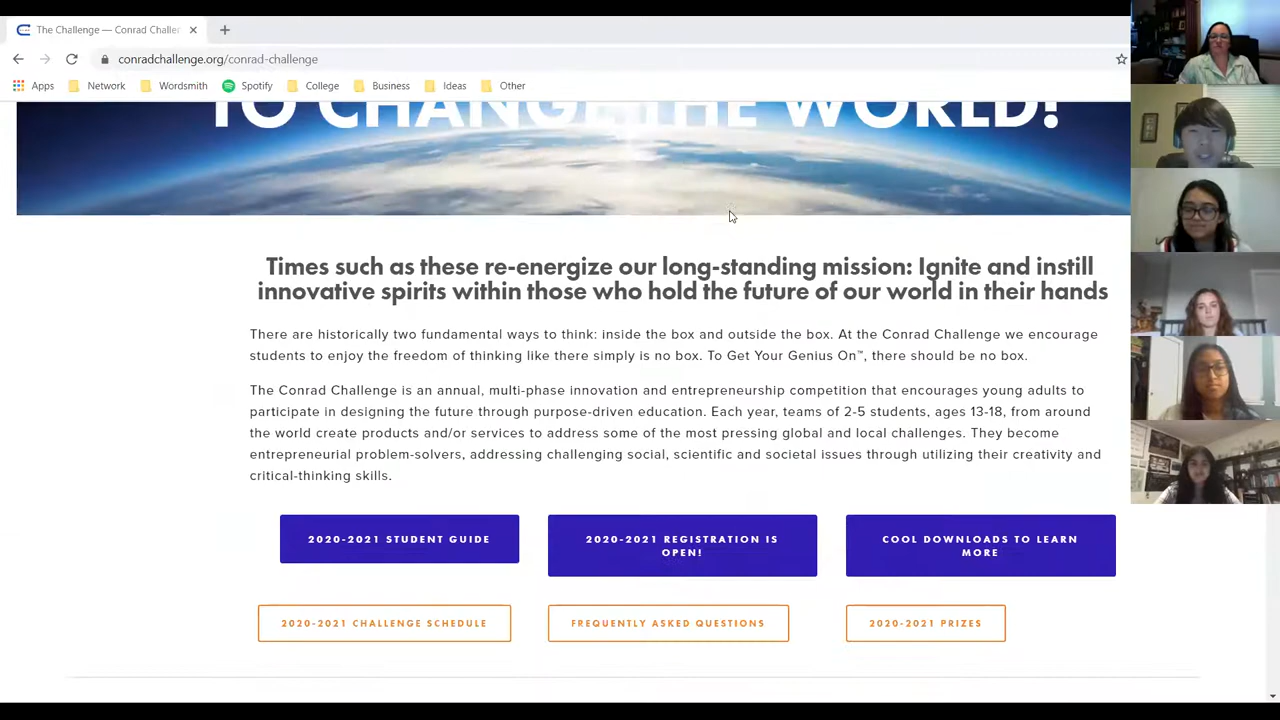 The Challenge — Conrad Challer
conradchallenge.org/conrad-challenge
Apps Network Wordsmith Spotify College Business Ideas Other
TO CHANGE THE WORLD!
Times such as these re-energize our long-standing mission: Ignite and instill
innovative spirits within those who hold the future of our world in their hands
There are historically two fundamental ways to think: inside the box and outside the box. At the Conrad Challenge we encourage
students to enjoy the freedom of thinking like there simply is no box. To Get Your Genius On™, there should be no box.
The Conrad Challenge is an annual, multi-phase innovation and entrepreneurship competition that encourages young adults to
participate in designing the future through purpose-driven education. Each year, teams of 2-5 students, ages 13-18, from around
the world create products and/or services to address some of the most pressing global and local challenges. They become
entrepreneurial problem-solvers, addressing challenging social, scientific and societal issues through utilizing their creativity and
critical-thinking skills.
2020-2021 STUDENT GUIDE
2020-2021 REGISTRATION IS
OPEN!
COOL DOWNLOADS TO LEARN
MORE
2020-2021 CHALLENGE SCHEDULE
FREQUENTLY ASKED QUESTIONS
2020-2021 PRIZES